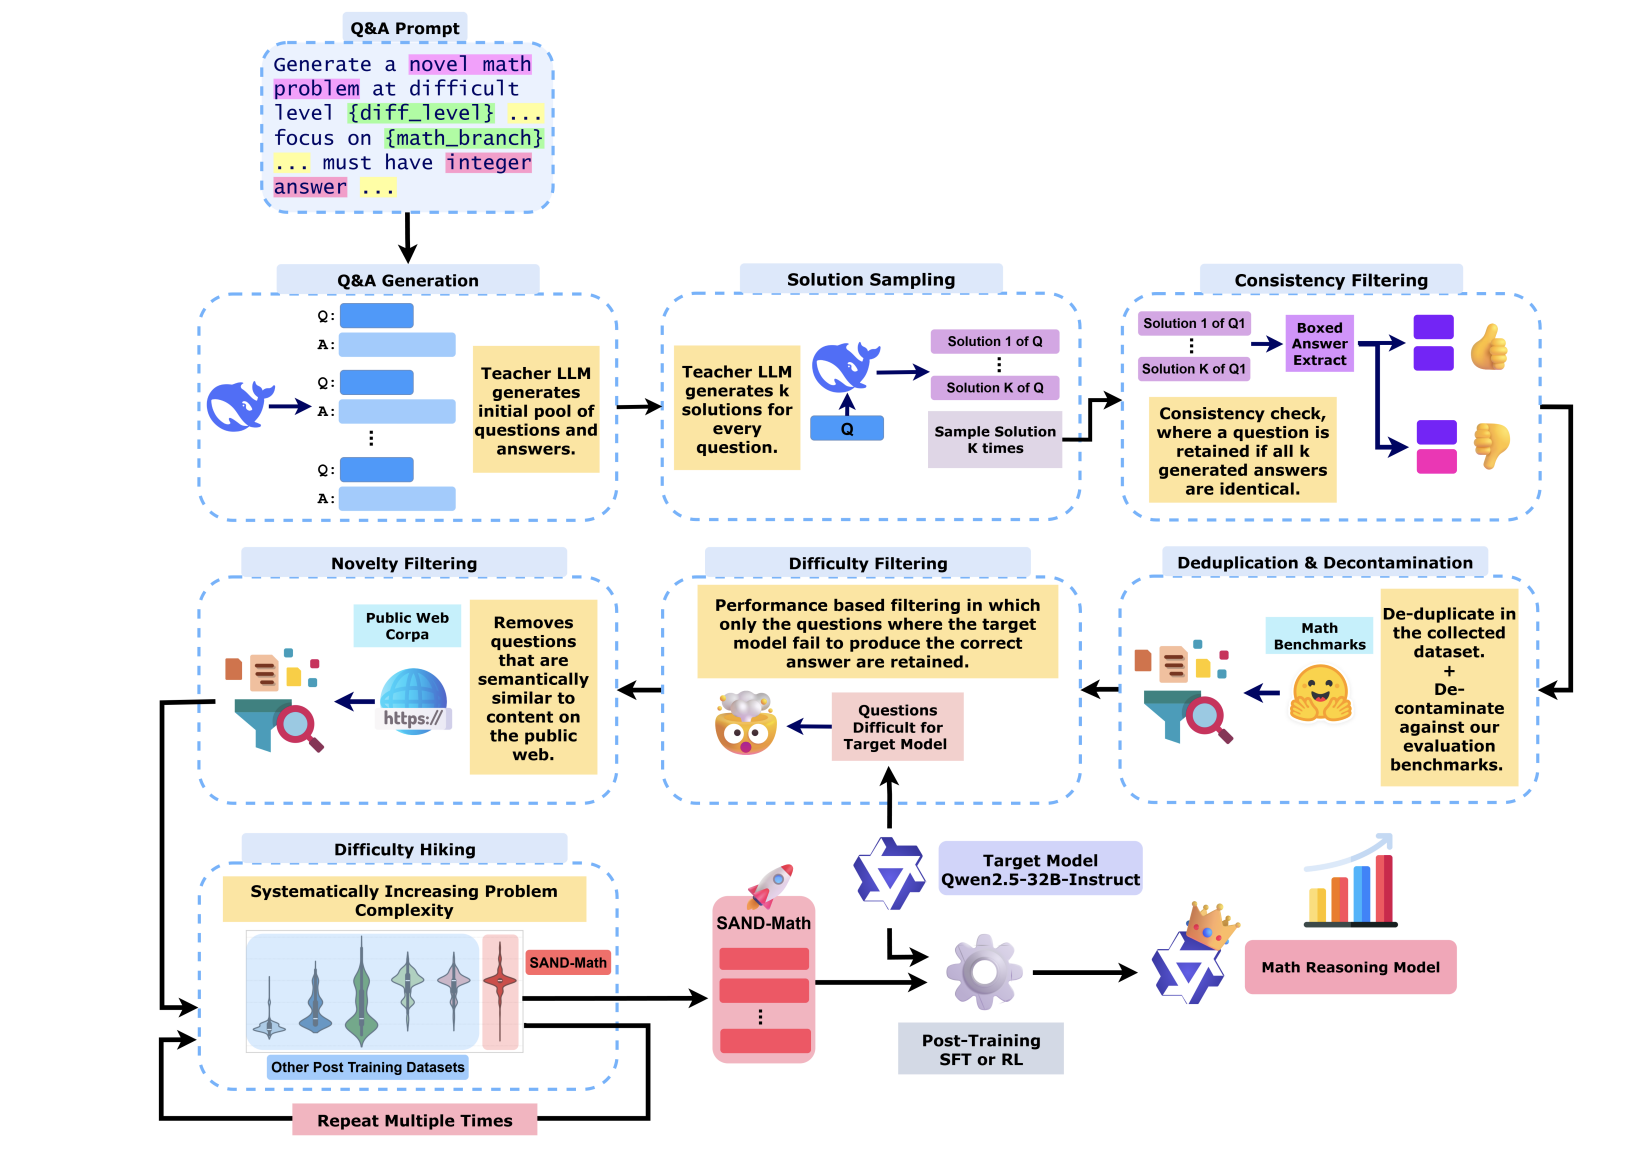 Q&A Prompt
Generate a novel math
problem at difficult
level {diff_level} ...
focus on {math_branch}
... must have integer
answer ...
Q&A Generation
Q:
A:
Q:
A:
Q:
A:
Teacher LLM
generates
initial pool of
questions and
answers.
Solution Sampling
Teacher LLM
generates k
solutions for
every
question.
Q
Solution 1 of Q
Solution K of Q
Sample Solution
K times
Consistency Filtering
Solution 1 of Q1
Solution K of Q1
Boxed
Answer
Extract
Consistency check,
where a question is
retained if all k
generated answers
are identical.
Novelty Filtering
Public Web
Corpa
https://
Removes
questions
that are
semantically
similar to
content on
the public
web.
Difficulty Filtering
Performance based filtering in which
only the questions where the target
model fail to produce the correct
answer are retained.
Questions
Difficult for
Target Model
Deduplication & Decontamination
Math
Benchmarks
De-duplicate in
the collected
dataset.
+
De-
contaminate
against our
evaluation
benchmarks.
Difficulty Hiking
Systematically Increasing Problem
Complexity
SAND-Math
Other Post Training Datasets
Repeat Multiple Times
SAND-Math
Target Model
Qwen2.5-32B-Instruct
Post-Training
SFT or RL
Math Reasoning Model